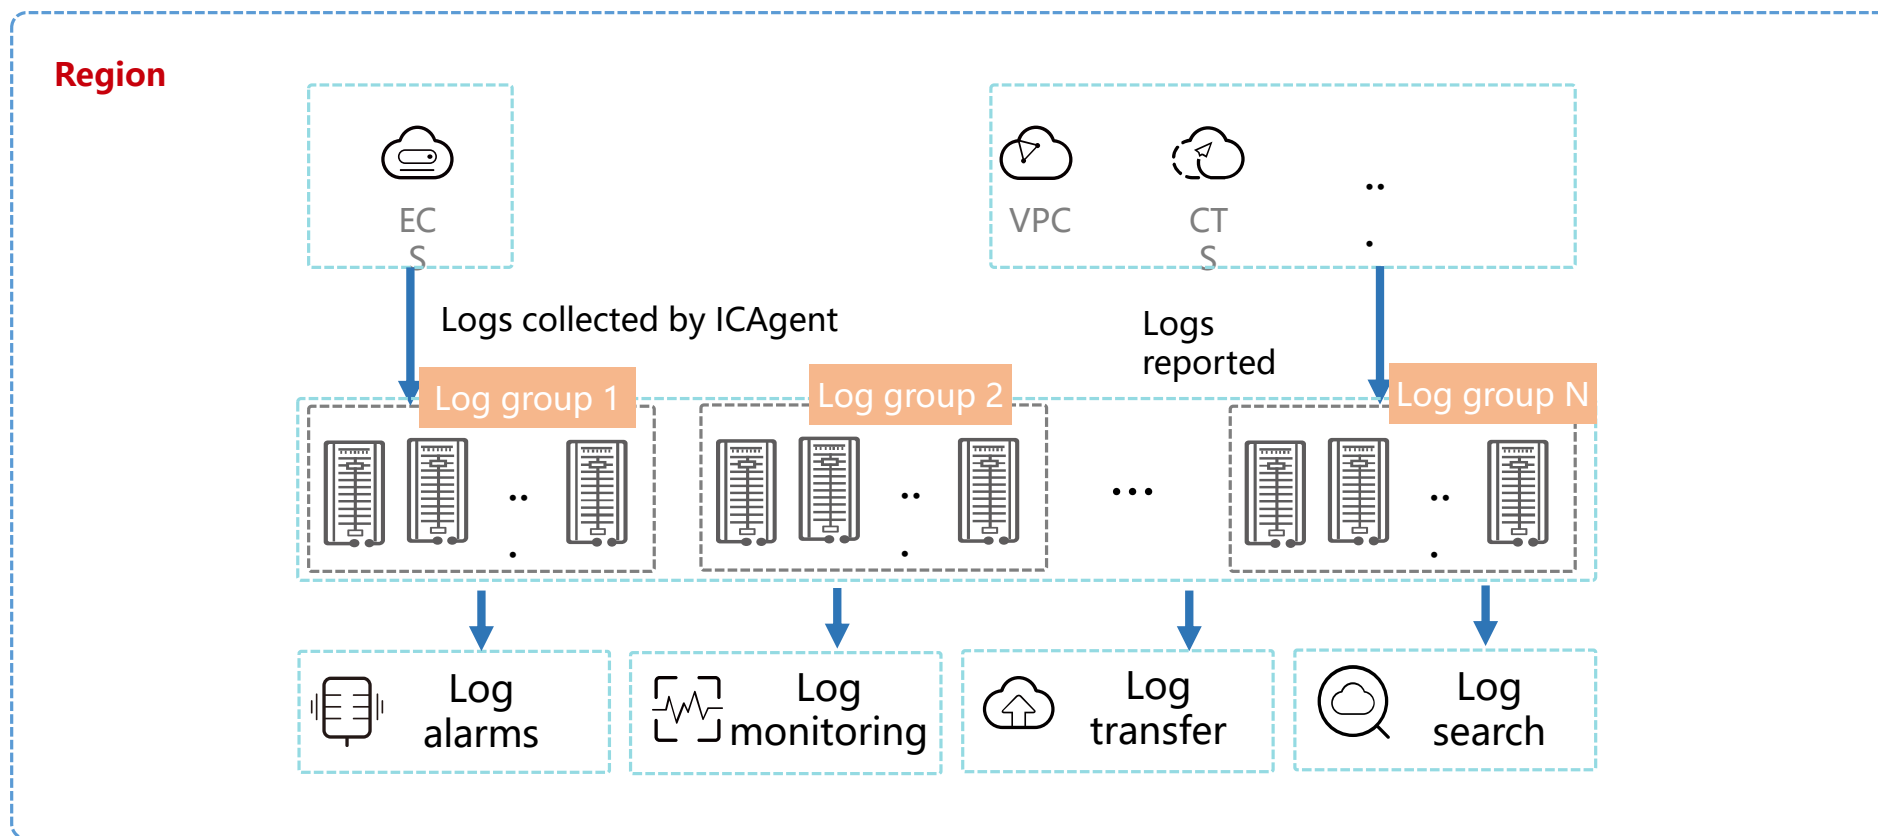 Region
EC
S
VPC
CT
S
..
.
Logs collected by ICAgent
Logs
reported
Log group 1
Log group 2
Log group N
..
.
..
.
...
..
.
Log
alarms
Log
monitoring
Log
transfer
Log
search